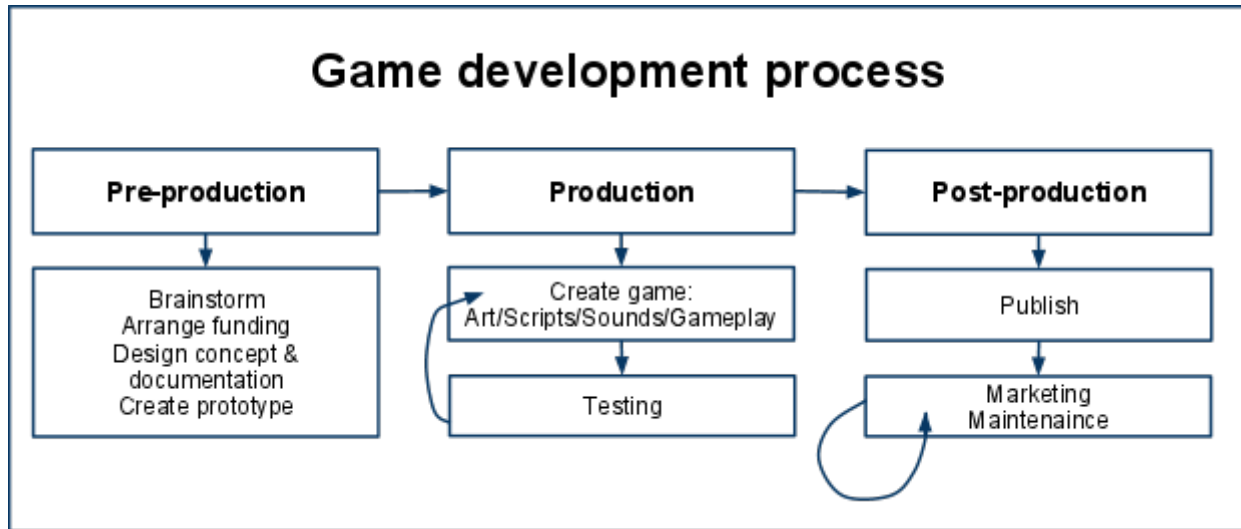 Game development process
Pre-production
Production
Post-production
Brainstorm
Arrange funding
Design concept &
documentation
Create prototype
Create game:
Art/Scripts/Sounds/Gameplay
Testing
Publish
Marketing
Maintenaince